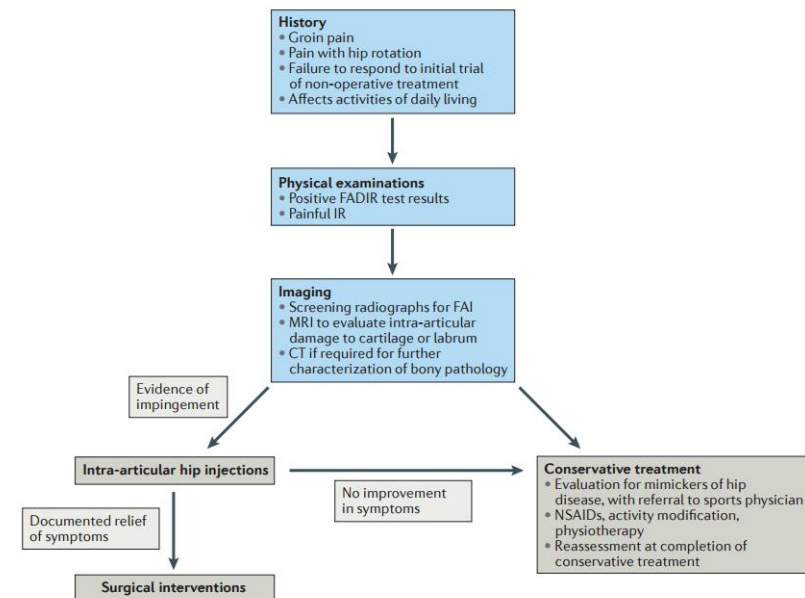 History
• Groin pain
• Pain with hip rotation
• Failure to respond to initial trial
of non-operative treatment
• Affects activities of daily living
Physical examinations
• Positive FADIR test results
• Painful IR
Imaging
• Screening radiographs for FAI
• MRI to evaluate intra-articular
damage to cartilage or labrum
• CT if required for further
characterization of bony pathology
Evidence of
impingement
Intra-articular hip injections
No improvement
in symptoms
Conservative treatment
• Evaluation for mimickers of hip
disease, with referral to sports physician
• NSAIDs, activity modification,
physiotherapy
• Reassessment at completion of
conservative treatment
Documented relief
of symptoms
Surgical interventions